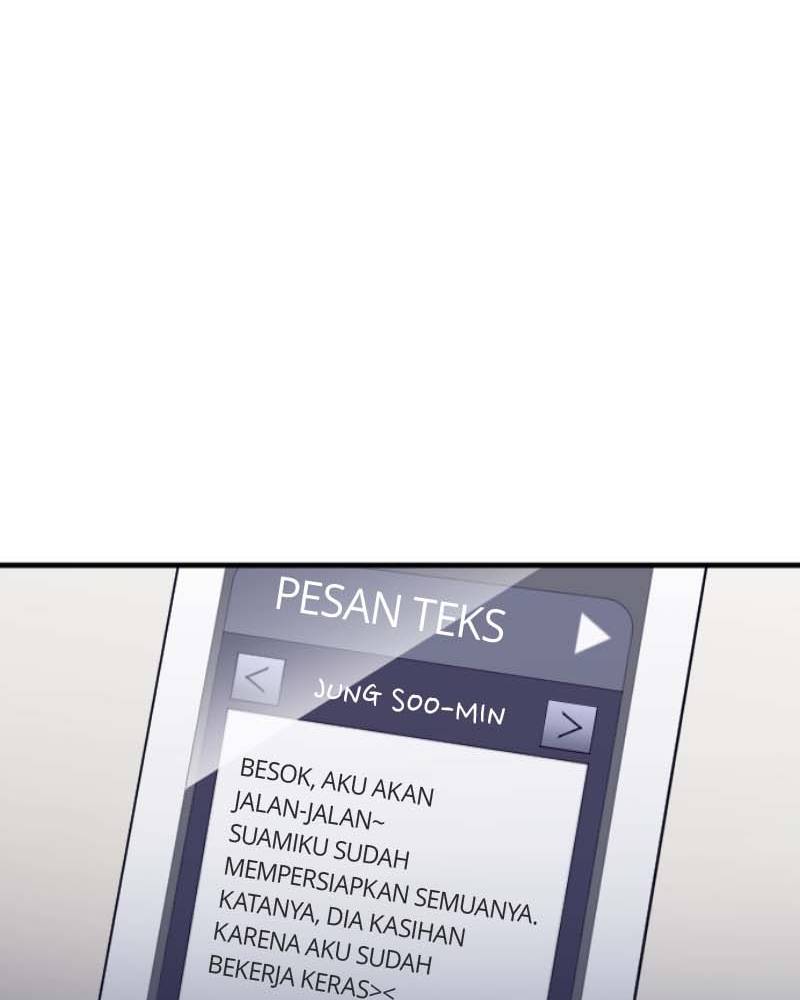 PESAN TEKS
<
JUNG SOO-MIN
>
BESOK, AKU AKAN
JALAN-JALAN~
SUAMIKU SUDAH
MEMPERSIAPKAN SEMUANYA.
KATANYA, DIA KASIHAN
KARENA AKU SUDAH
BEKERJA KERAS><